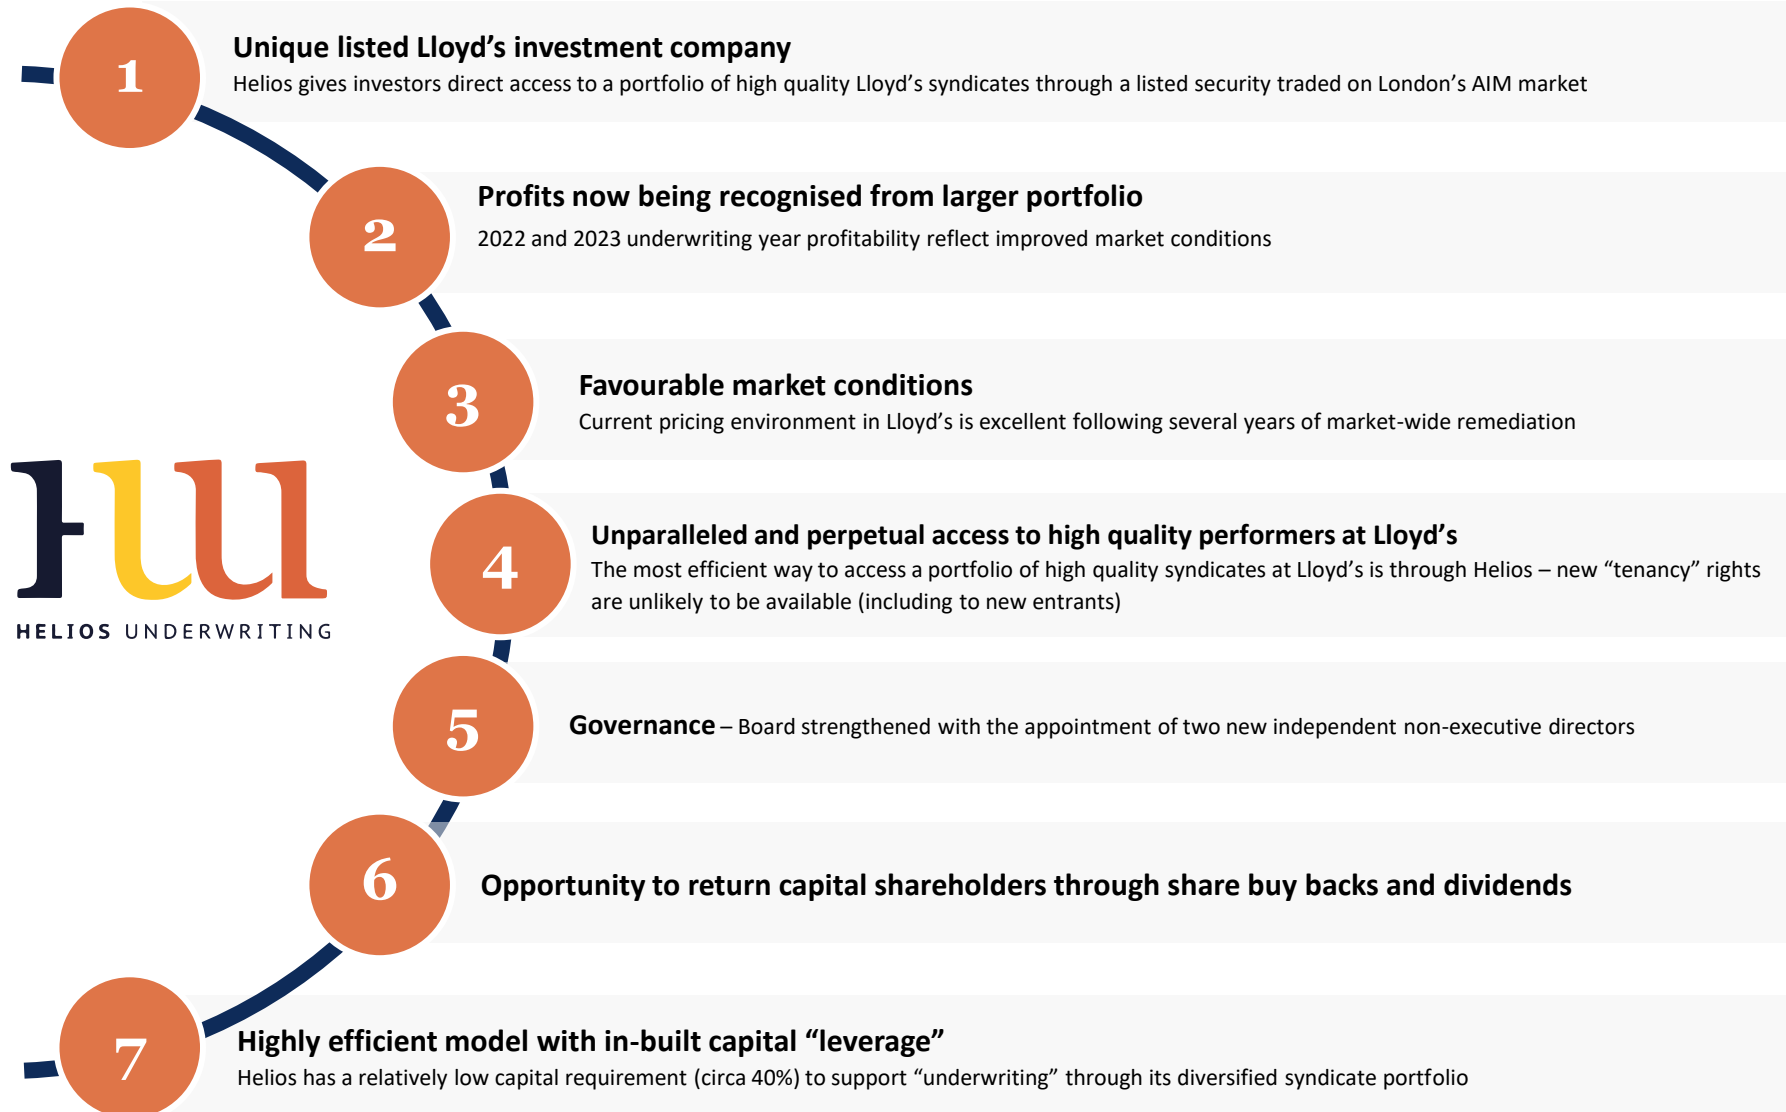 1
Unique listed Lloyd’s investment company
Helios gives investors direct access to a portfolio of high quality Lloyd’s syndicates through a listed security traded on London’s AIM market
2
Profits now being recognised from larger portfolio
2022 and 2023 underwriting year profitability reflect improved market conditions
3
Favourable market conditions
Current pricing environment in Lloyd’s is excellent following several years of market-wide remediation
HELIOS UNDERWRITING
4
Unparalleled and perpetual access to high quality performers at Lloyd’s
The most efficient way to access a portfolio of high quality syndicates at Lloyd’s is through Helios – new “tenancy” rights
are unlikely to be available (including to new entrants)
5
Governance – Board strengthened with the appointment of two new independent non-executive directors
6
Opportunity to return capital shareholders through share buy backs and dividends
7
Highly efficient model with in-built capital “leverage”
Helios has a relatively low capital requirement (circa 40%) to support “underwriting” through its diversified syndicate portfolio